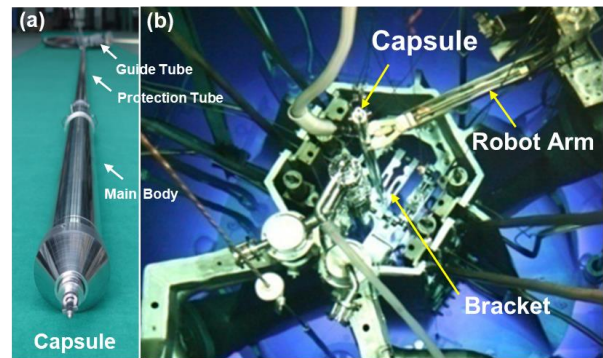 (a)
Guide Tube
Protection Tube
Main Body
Capsule
(b)
Capsule
Robot Arm
Bracket